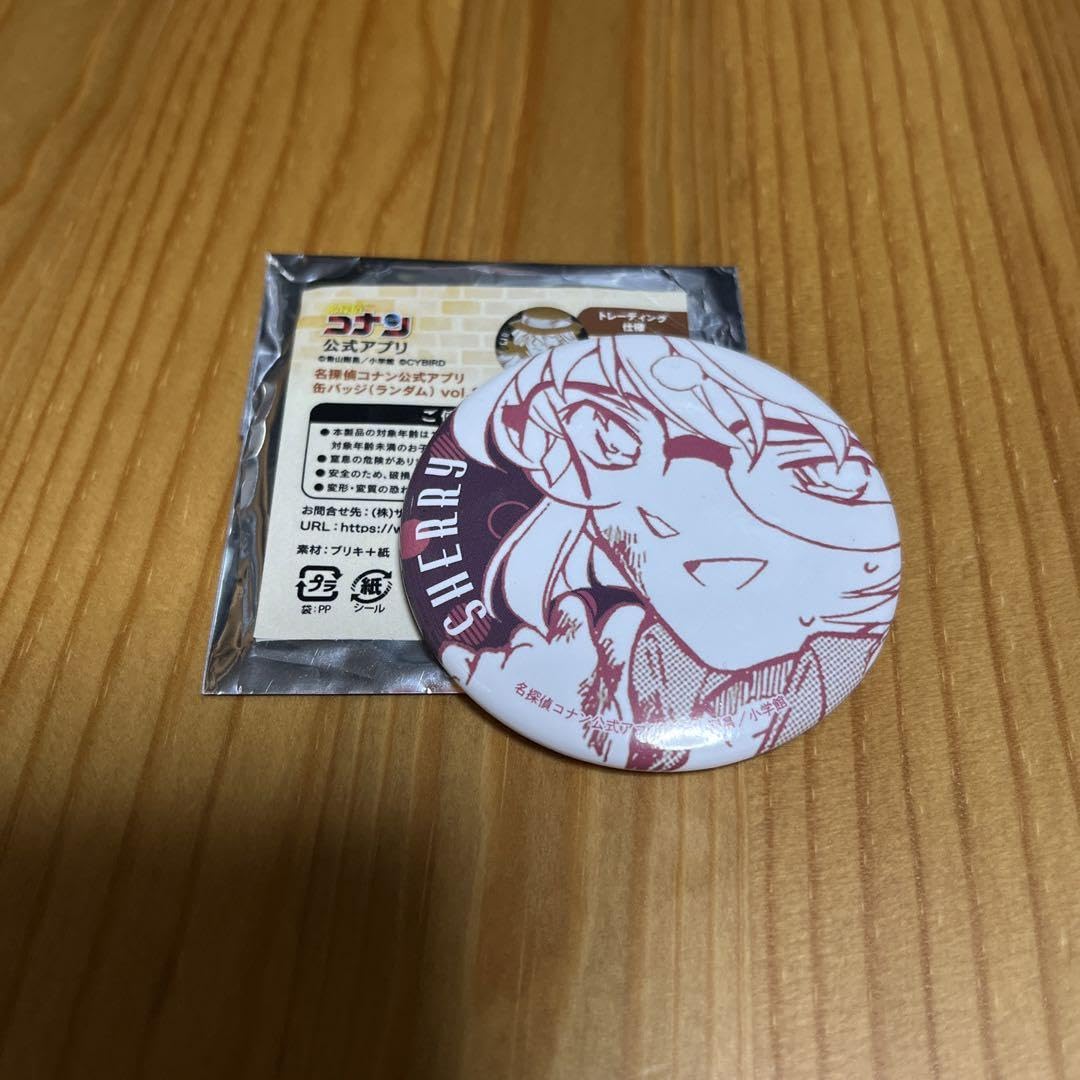 コナン
公式アプリ
©青山剛昌/小学館 ©CYBIRD
トレーディング
仕様
名探偵コナン公式アプリ
缶バッジ(ランダム) vol.
ご
●本製品の対象年齢は
対象年齢未満のお子
●窒息の危険があり
●安全のため、破損
●変形・変質の恐れ
お問合せ先:(株)サ
URL:https://w
素材:ブリキ+紙
プラ
袋:PP
紙
シール
SHERRY
名探偵コナン公式アプ
/小学館